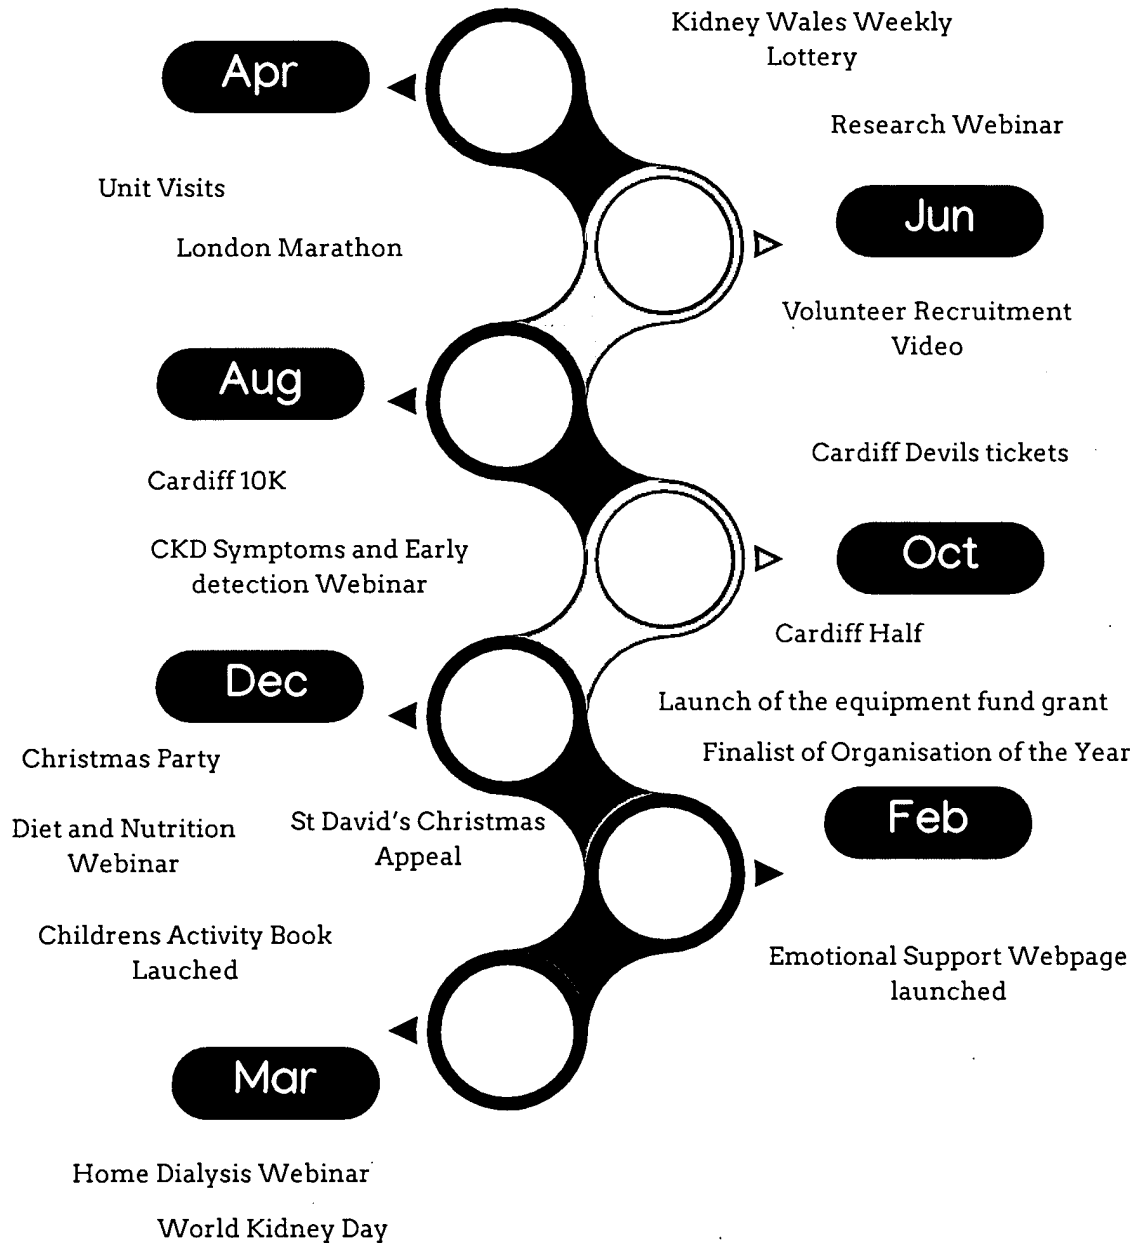 Kidney Wales Weekly
Lottery
Apr
Research Webinar
Unit Visits
Jun
London Marathon
Volunteer Recruitment
Video
Aug
Cardiff Devils tickets
Cardiff 10K
CKD Symptoms and Early
detection Webinar
Oct
Cardiff Half
Dec
Launch of the equipment fund grant
Christmas Party
Finalist of Organisation of the Year
Feb
Diet and Nutrition
Webinar
St David's Christmas
Appeal
Childrens Activity Book
Lauched
Emotional Support Webpage
launched
Mar
Home Dialysis Webinar
World Kidney Day